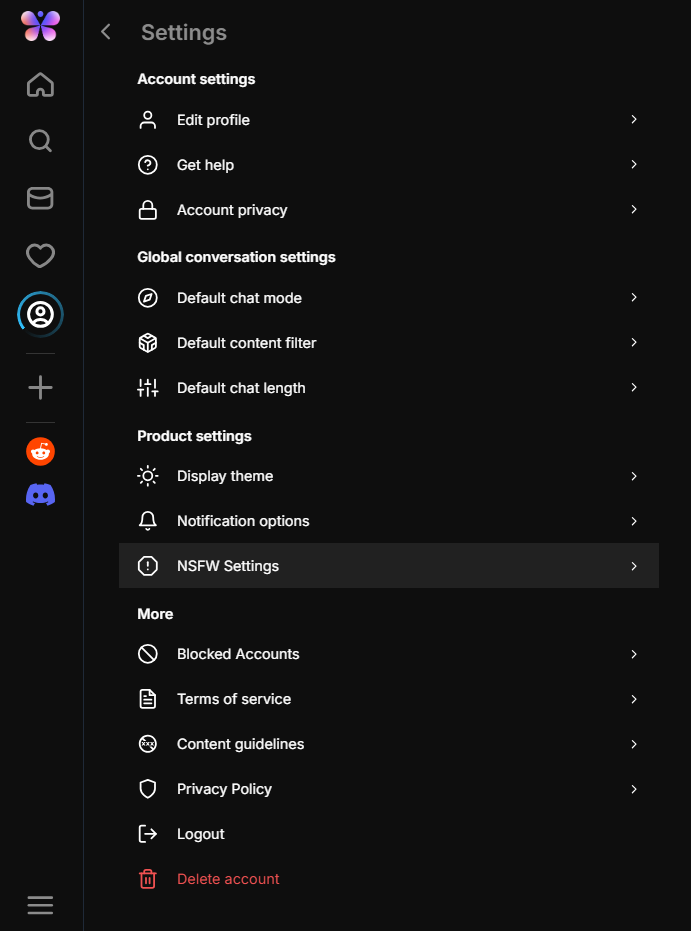 Settings
Account settings
Edit profile
Get help
Account privacy
Global conversation settings
Default chat mode
Default content filter
Default chat length
Product settings
Display theme
Notification options
NSFW Settings
More
Blocked Accounts
Terms of service
Content guidelines
Privacy Policy
Logout
Delete account